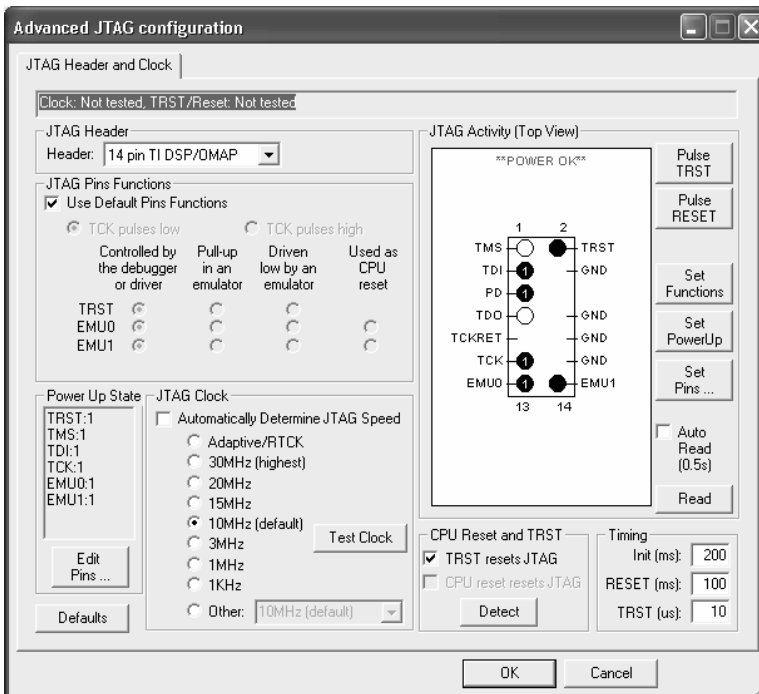 Advanced JTAG configuration
JTAG Header and Clock
Clock: Not tested, TRST/Reset: Not tested
JTAG Header
Header: 14 pin TI DSP/OMAP
JTAG Pins Functions
Use Default Pins Functions
TCK pulses low TCK pulses high
Controlled by the debugger or driver
Pull-up in an emulator
Driven low by an emulator
Used as CPU reset
TRST
EMU0
EMU1
Power Up State
TRST:1
TMS:1
TDI:1
TCK:1
EMU0:1
EMU1:1
Edit Pins ...
Defaults
JTAG Clock
Automatically Determine JTAG Speed
Adaptive/RTCK
30MHz (highest)
20MHz
15MHz
10MHz (default)
3MHz
1MHz
1KHz
Other: 10MHz (default)
Test Clock
JTAG Activity (Top View)
**POWER OK**
1 2
TMS TRST
TDI 1 GND
PD 1
TDO GND
TCKRET GND
TCK 1 GND
EMU0 1 EMU1
13 14
Pulse TRST
Pulse RESET
Set Functions
Set PowerUp
Set Pins ...
Auto Read (0.5s)
Read
CPU Reset and TRST
TRST resets JTAG
CPU reset resets JTAG
Detect
Timing
Init (ms): 200
RESET (ms): 100
TRST (us): 10
OK Cancel